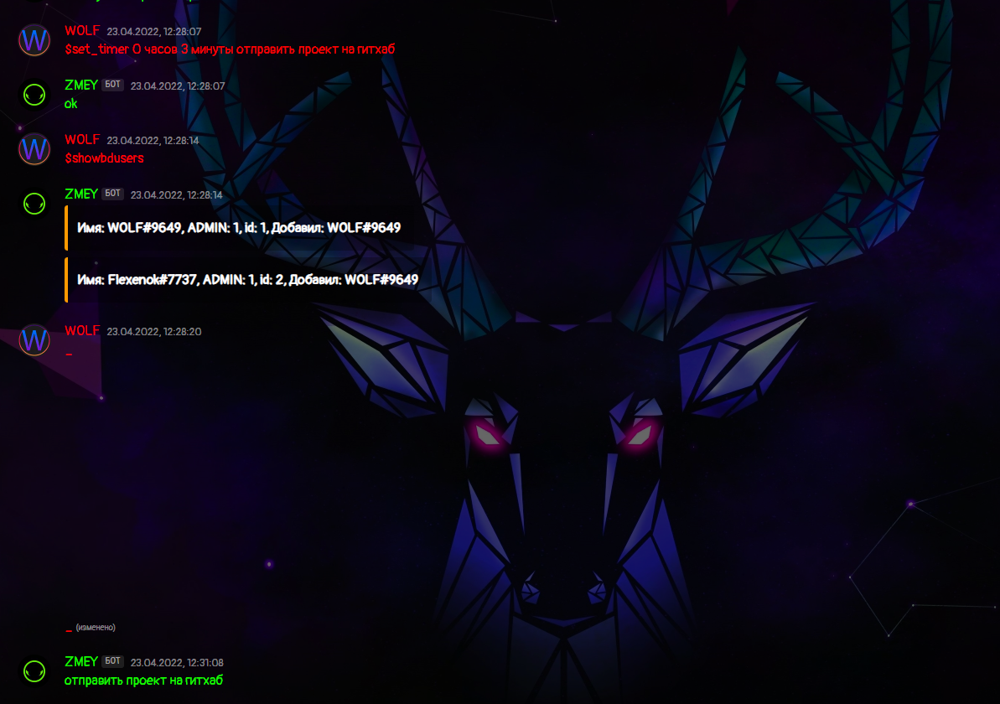 WOLF 23.04.2022, 12:28:07
$set_timer 0 часов 3 минуты отправить проект на гитхаб
ZMEY БОТ 23.04.2022, 12:28:07
ok
WOLF 23.04.2022, 12:28:14
$showbdusers
ZMEY БОТ 23.04.2022, 12:28:14
Имя: WOLF#9649, ADMIN: 1, id: 1, Добавил: WOLF#9649
Имя: Flexenok#7737, ADMIN: 1, id: 2, Добавил: WOLF#9649
WOLF 23.04.2022, 12:28:20
_
_ (изменено)
ZMEY БОТ 23.04.2022, 12:31:08
отправить проект на гитхаб